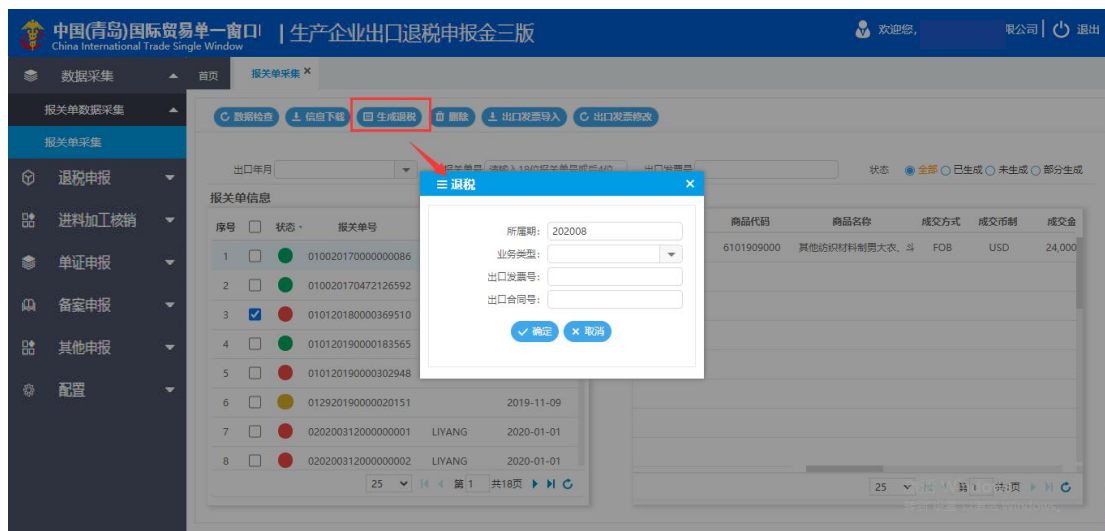 中国(青岛)国际贸易单一窗口
China International Trade Single Window
生产企业出口退税申报金三版
欢迎您,
限公司
退出
数据采集
首页
报关单采集 ×
报关单数据采集
数据检查
信息下载
生成退税
删除
出口发票导入
出口发票修改
报关单采集
出口年月
报关单号
请输入18位报关单号或后4位
出口发票号
状态
全部
已生成
未生成
部分生成
退税申报
退税
报关单信息
序号
状态
报关单号
商品代码
商品名称
成交方式
成交币制
成交金
进料加工核销
所属期:
202008
1
010020170000000086
业务类型:
6101909000
其他纺织材料制男大衣、斗
FOB
USD
24,000
单证申报
2
010020170472126592
出口发票号:
出口合同号:
备案申报
3
010120180000369510
确定
取消
其他申报
4
010120190000183565
5
010120190000302948
配置
6
012920190000020151
2019-11-09
7
020200312000000001
LIYANG
2020-01-01
8
020200312000000002
LIYANG
2020-01-01
25
第 1
共18页
25